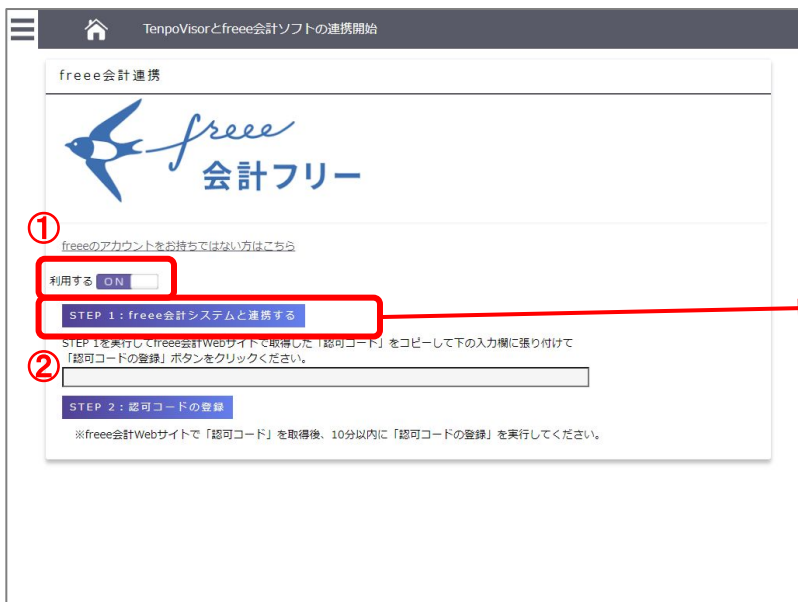 TenpoVisorとfreee会計ソフトの連携開始
freee会計連携
freee
会計フリー
①
freeeのアカウントをお持ちではない方はこちら
利用する ON
STEP 1：freee会計システムと連携する
STEP 1を実行してfreee会計Webサイトで取得した「認可コード」をコピーして下の入力欄に張り付けて
「認可コードの登録」ボタンをクリックください。
②
STEP 2：認可コードの登録
※freee会計Webサイトで「認可コード」を取得後、10分以内に「認可コードの登録」を実行してください。